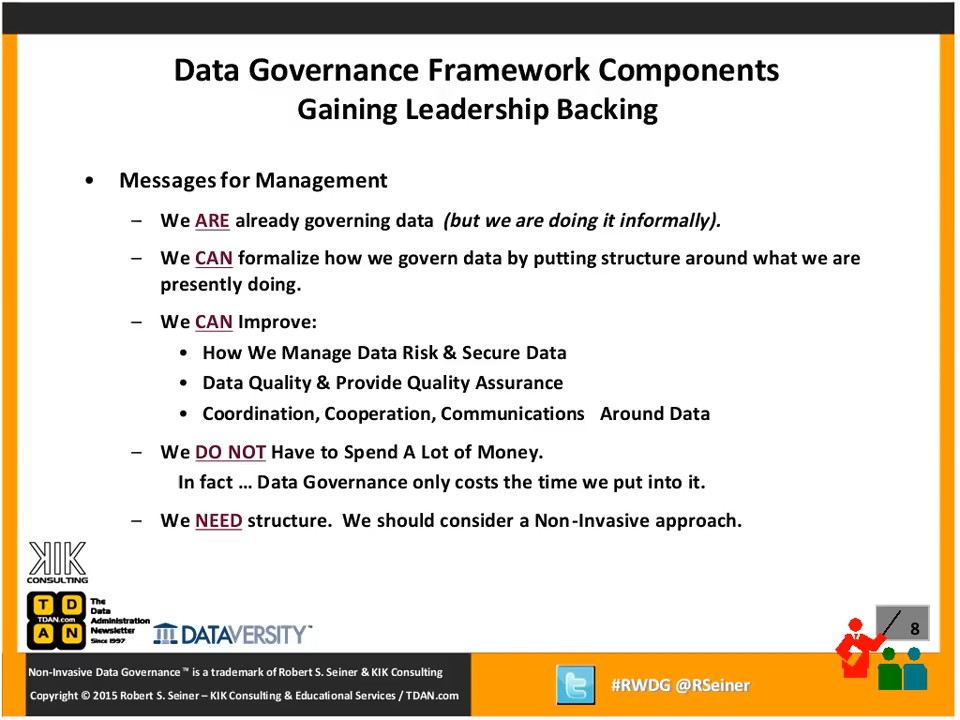 Data Governance Framework Components
Gaining Leadership Backing
• Messages for Management
– We ARE already governing data (but we are doing it informally).
– We CAN formalize how we govern data by putting structure around what we are
presently doing.
– We CAN Improve:
• How We Manage Data Risk & Secure Data
• Data Quality & Provide Quality Assurance
• Coordination, Cooperation, Communications Around Data
– We DO NOT Have to Spend A Lot of Money.
In fact … Data Governance only costs the time we put into it.
– We NEED structure. We should consider a Non-Invasive approach.
KIK
CONSULTING
T D
TDAN.com
A N
The
Data
Administration
Newsletter
Since 1997
DATAVERSITY™
8
Non-Invasive Data Governance™ is a trademark of Robert S. Seiner & KIK Consulting
Copyright © 2015 Robert S. Seiner – KIK Consulting & Educational Services / TDAN.com
#RWDG @RSeiner